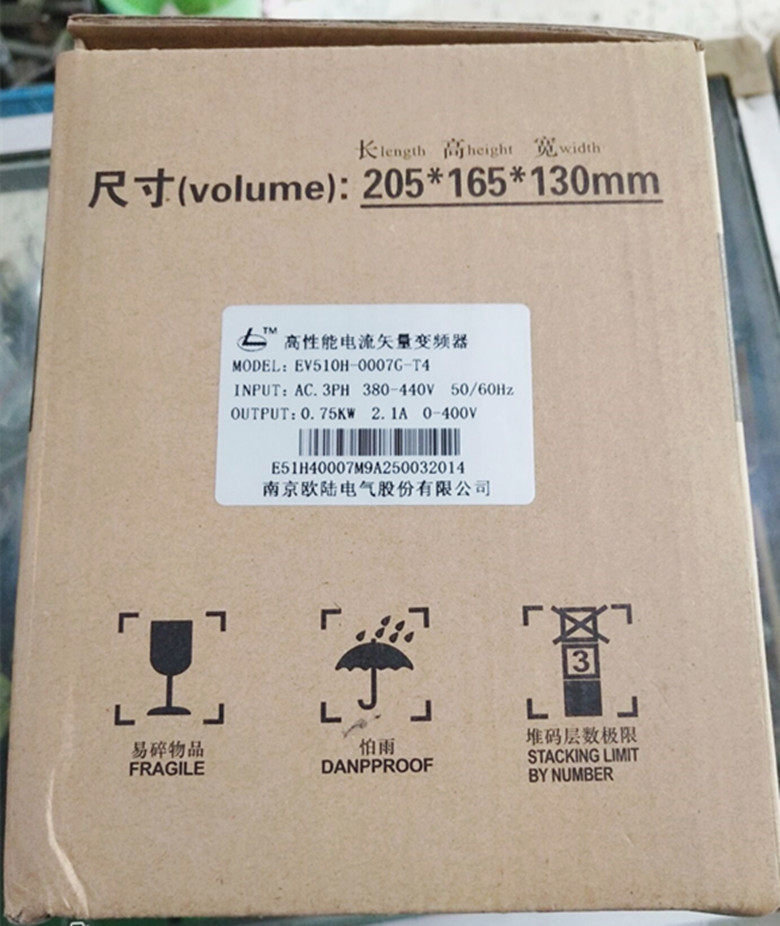 长length 高height 宽width
尺寸(volume): 205*165*130mm
TM 高性能电流矢量变频器
MODEL: EV510H-0007G-T4
INPUT: AC. 3PH 380-440V 50/60Hz
OUTPUT: 0.75KW 2.1A 0-400V
E51H40007M9A250032014
南京欧陆电气股份有限公司
3
易碎物品
FRAGILE
怕雨
DANPPROOF
堆码层数极限
STACKING LIMIT
BY NUMBER